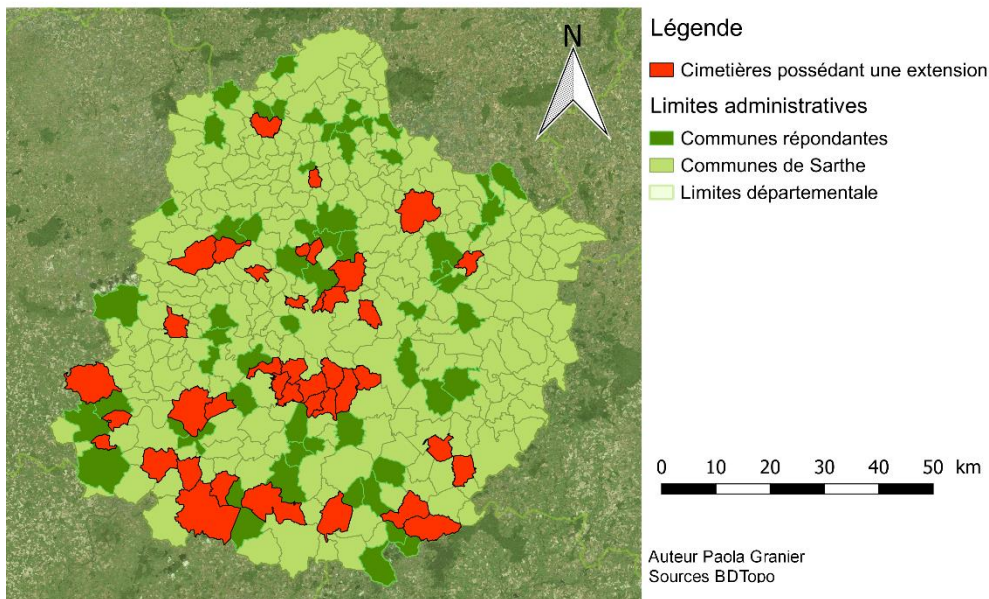 N
Légende
Cimetières possédant une extension
Limites administratives
Communes répondantes
Communes de Sarthe
Limites départementale
0 10 20 30 40 50 km
Auteur Paola Granier
Sources BDTopo